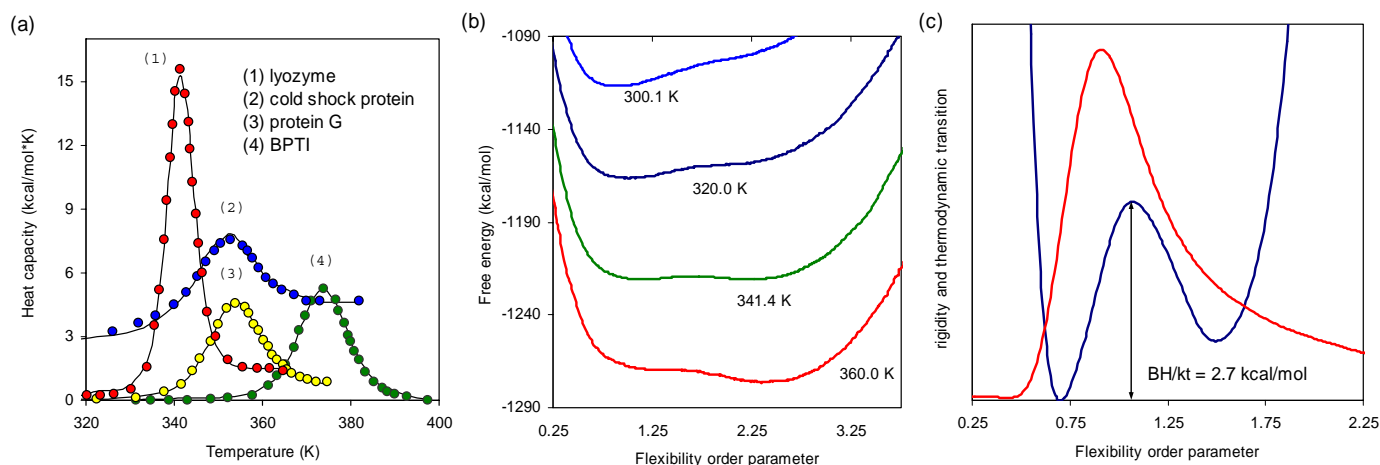 (a)
Heat capacity (kcal/mol*K)
15
12
9
6
3
0
(1)
(2)
(3)
(4)
(1) lyozyme
(2) cold shock protein
(3) protein G
(4) BPTI
320
340
360
380
400
Temperature (K)
(b)
Free energy (kcal/mol)
-1090
-1140
-1190
-1240
-1290
300.1 K
320.0 K
341.4 K
360.0 K
0.25
1.25
2.25
3.25
Flexibility order parameter
(c)
rigidity and thermodynamic transition
BH/kt = 2.7 kcal/mol
0.25
0.75
1.25
1.75
2.25
Flexibility order parameter